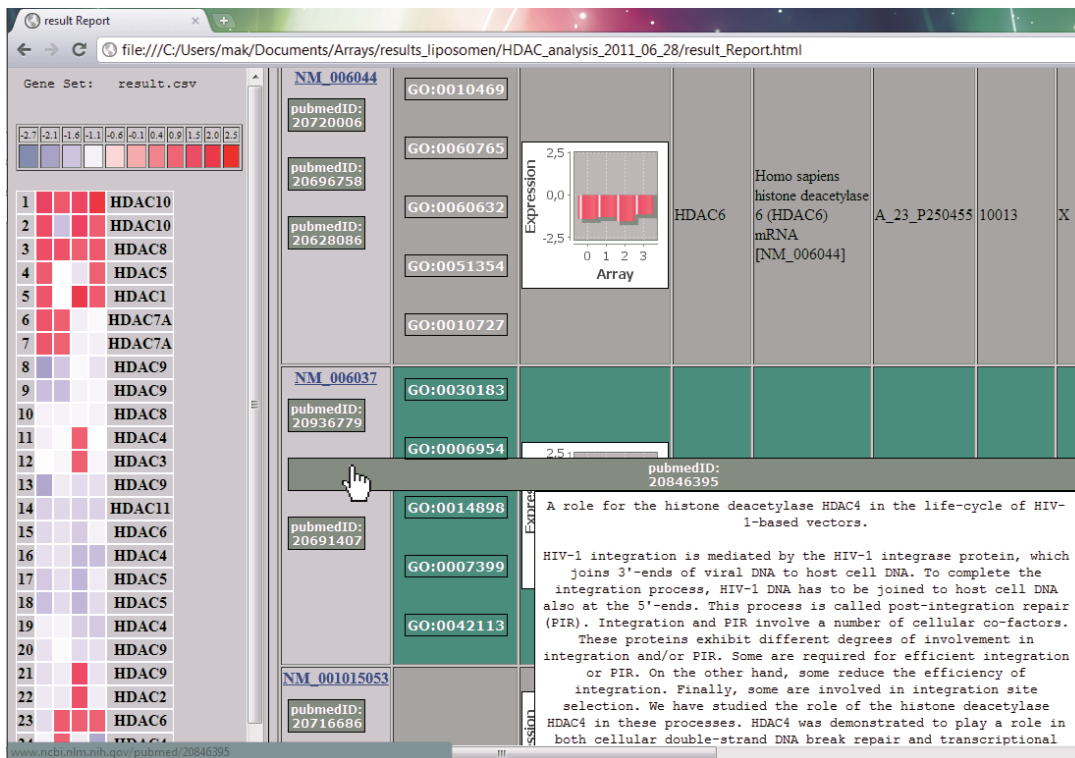 result Report
file:///C:/Users/mak/Documents/Arrays/results_liposomen/HDAC_analysis_2011_06_28/result_Report.html
Gene Set: result.csv
-2.7 -2.1 -1.6 -1.1 -0.6 -0.1 0.4 0.9 1.5 2.0 2.5
1 HDAC10
2 HDAC10
3 HDAC8
4 HDAC5
5 HDAC1
6 HDAC7A
7 HDAC7A
8 HDAC9
9 HDAC9
10 HDAC8
11 HDAC4
12 HDAC3
13 HDAC9
14 HDAC11
15 HDAC6
16 HDAC4
17 HDAC5
18 HDAC5
19 HDAC4
20 HDAC9
21 HDAC9
22 HDAC2
23 HDAC6
www.ncbi.nlm.nih.gov/pubmed/20846395
NM_006044
pubmedID:
20720006
pubmedID:
20696758
pubmedID:
20628086
GO:0010469
GO:0060765
GO:0060632
GO:0051354
GO:0010727
Expression
2,5
0,0
-2,5
0 1 2 3
Array
HDAC6
Homo sapiens
histone deacetylase
6 (HDAC6)
mRNA
[NM_006044]
A_23_P250455
10013
X
NM_006037
pubmedID:
20936779
pubmedID:
20691407
GO:0030183
GO:0006954
GO:0014898
GO:0007399
GO:0042113
2,5
pubmedID:
20846395
A role for the histone deacetylase HDAC4 in the life-cycle of HIV-
1-based vectors.
HIV-1 integration is mediated by the HIV-1 integrase protein, which
joins 3'-ends of viral DNA to host cell DNA. To complete the
integration process, HIV-1 DNA has to be joined to host cell DNA
also at the 5'-ends. This process is called post-integration repair
(PIR). Integration and PIR involve a number of cellular co-factors.
These proteins exhibit different degrees of involvement in
integration and/or PIR. Some are required for efficient integration
or PIR. On the other hand, some reduce the efficiency of
integration. Finally, some are involved in integration site
selection. We have studied the role of the histone deacetylase
HDAC4 in these processes. HDAC4 was demonstrated to play a role in
both cellular double-strand DNA break repair and transcriptional
NM_001015053
pubmedID:
20716686